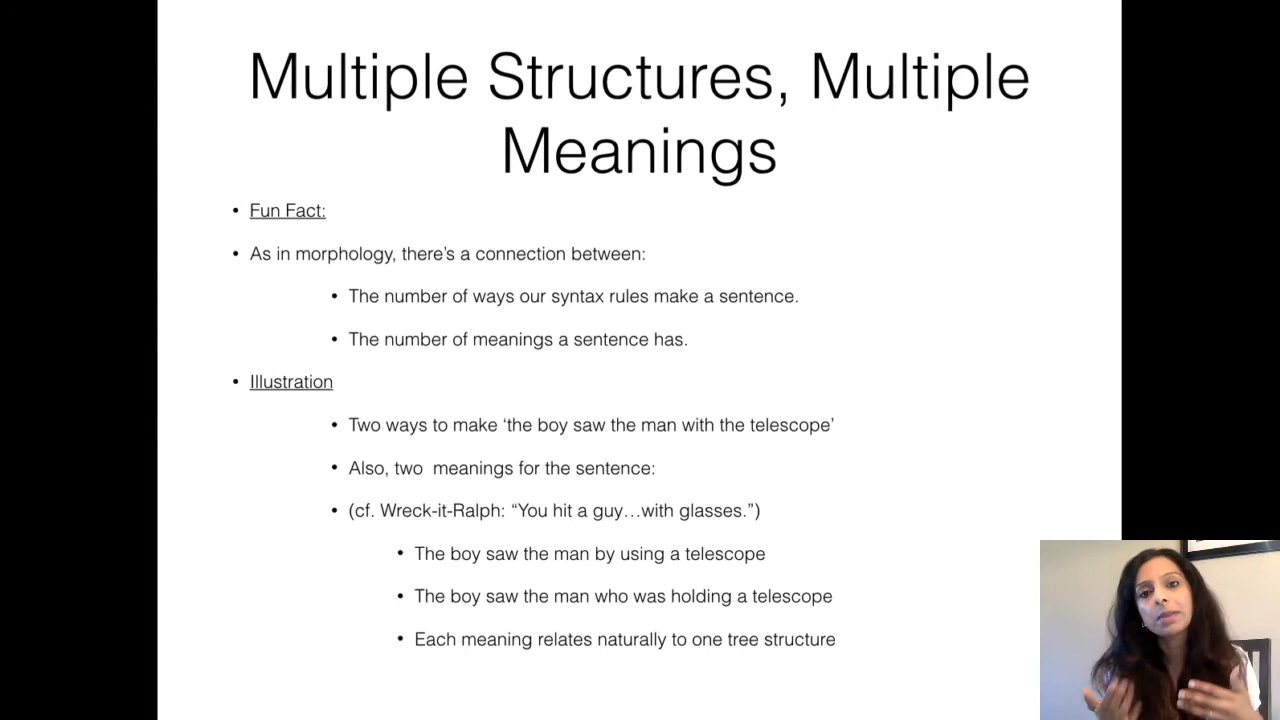 Multiple Structures, Multiple
Meanings
• Fun Fact:
• As in morphology, there’s a connection between:
• The number of ways our syntax rules make a sentence.
• The number of meanings a sentence has.
• Illustration
• Two ways to make ‘the boy saw the man with the telescope’
• Also, two  meanings for the sentence:
• (cf. Wreck-it-Ralph: “You hit a guy…with glasses.”)
• The boy saw the man by using a telescope
• The boy saw the man who was holding a telescope
• Each meaning relates naturally to one tree structure